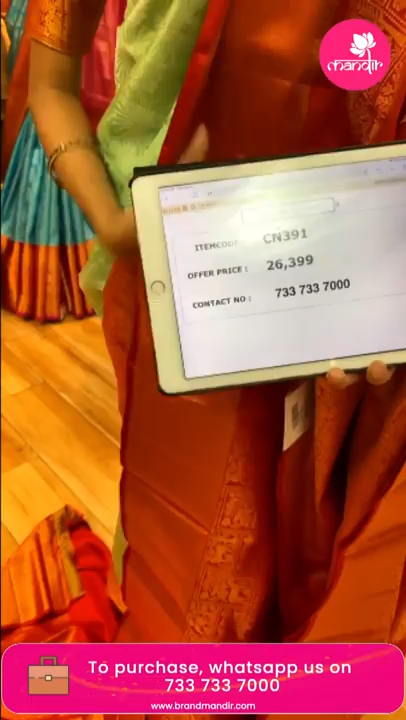 mandir
ITEMCODE: CN391
OFFER PRICE : 26,399
CONTACT NO : 733 733 7000
To purchase, whatsapp us on
733 733 7000
www.brandmandir.com